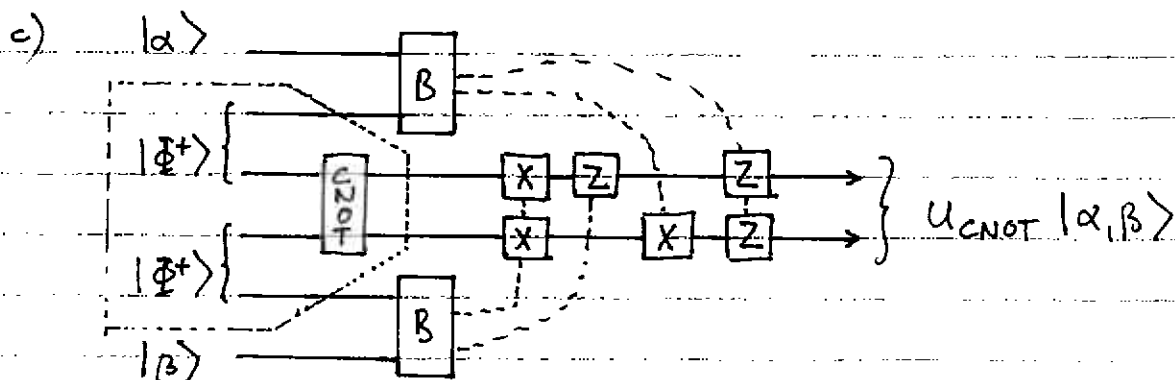 c) |α⟩
B
|Φ⁺⟩ { CNOT X Z Z
X X Z } U_CNOT |α,β⟩
|Φ⁺⟩ {
B
|β⟩